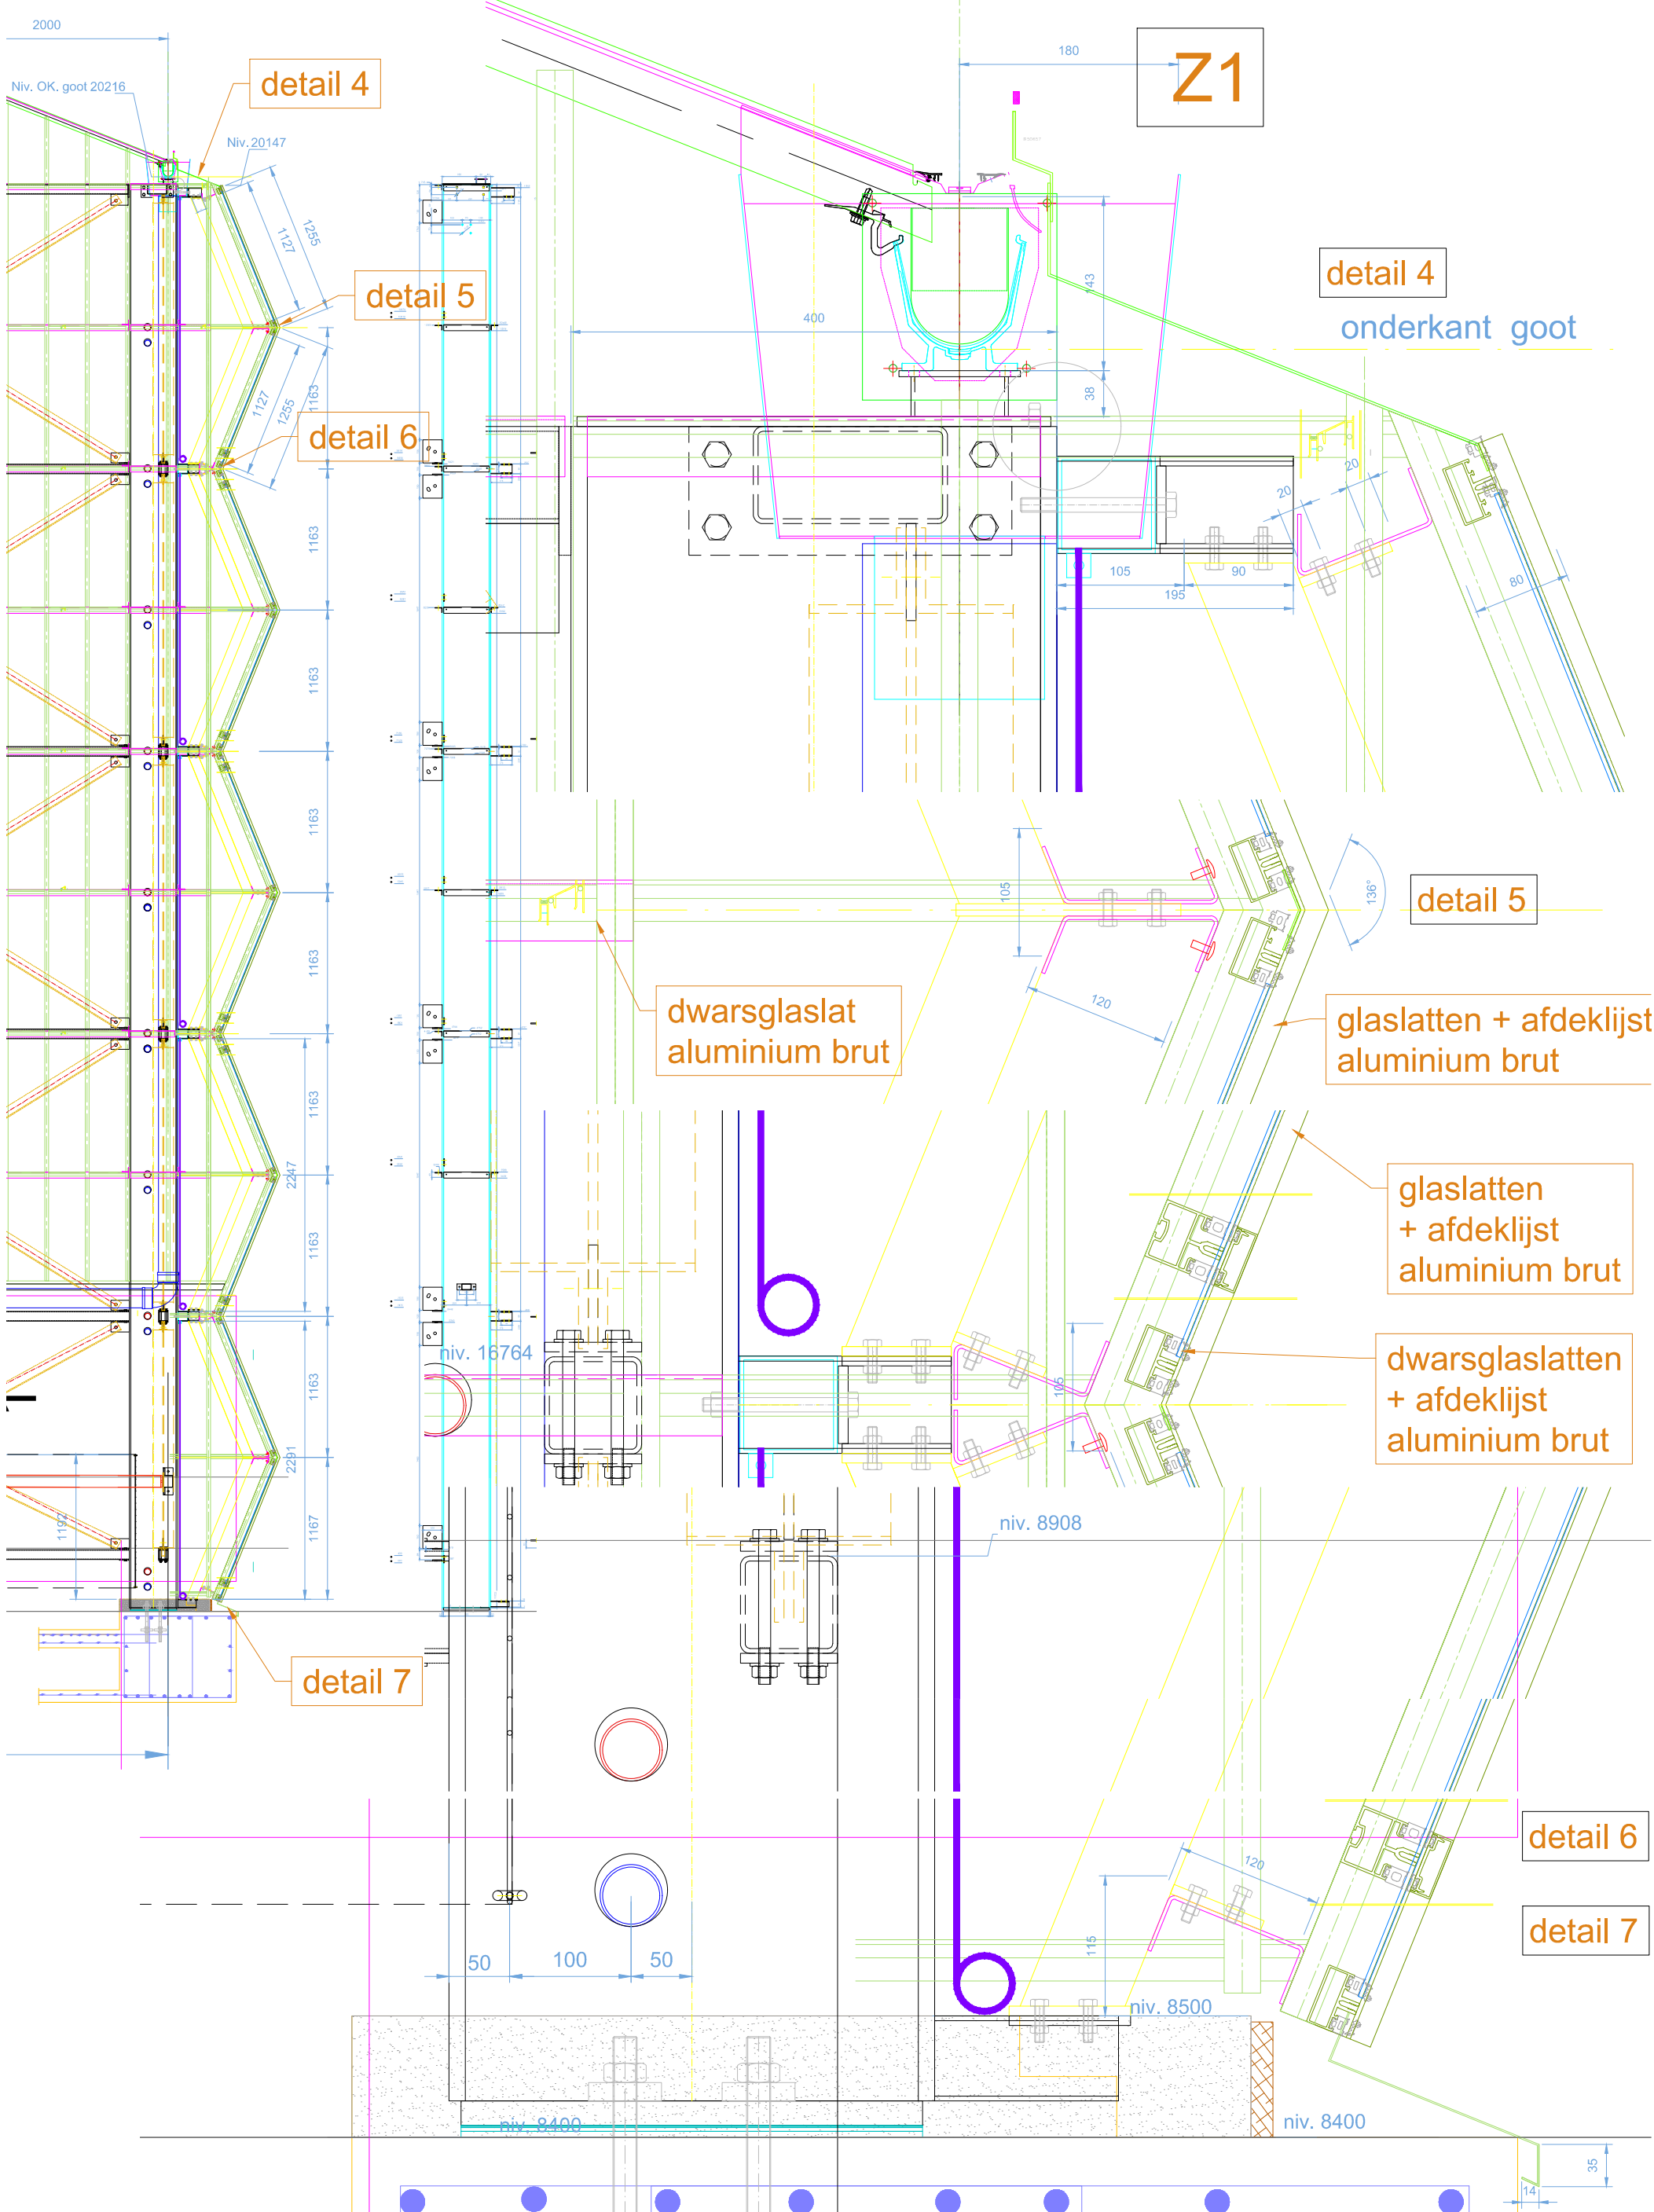 2000
Niv. OK. goot 20216
detail 4
Niv. 20147
1127
1255
detail 5
1127
1255
1163
detail 6
1163
1163
1163
1163
1163
2247
1163
1163
2291
1192
1167
detail 7
180
Z1
143
400
38
detail 4
onderkant goot
20
20
105
90
195
80
105
136°
detail 5
120
dwarsglaslat
aluminium brut
glaslatten + afdeklijst
aluminium brut
glaslatten
+ afdeklijst
aluminium brut
niv. 16764
105
dwarsglaslatten
+ afdeklijst
aluminium brut
niv. 8908
detail 6
120
detail 7
50
100
50
115
niv. 8500
niv. 8400
niv. 8400
35
14